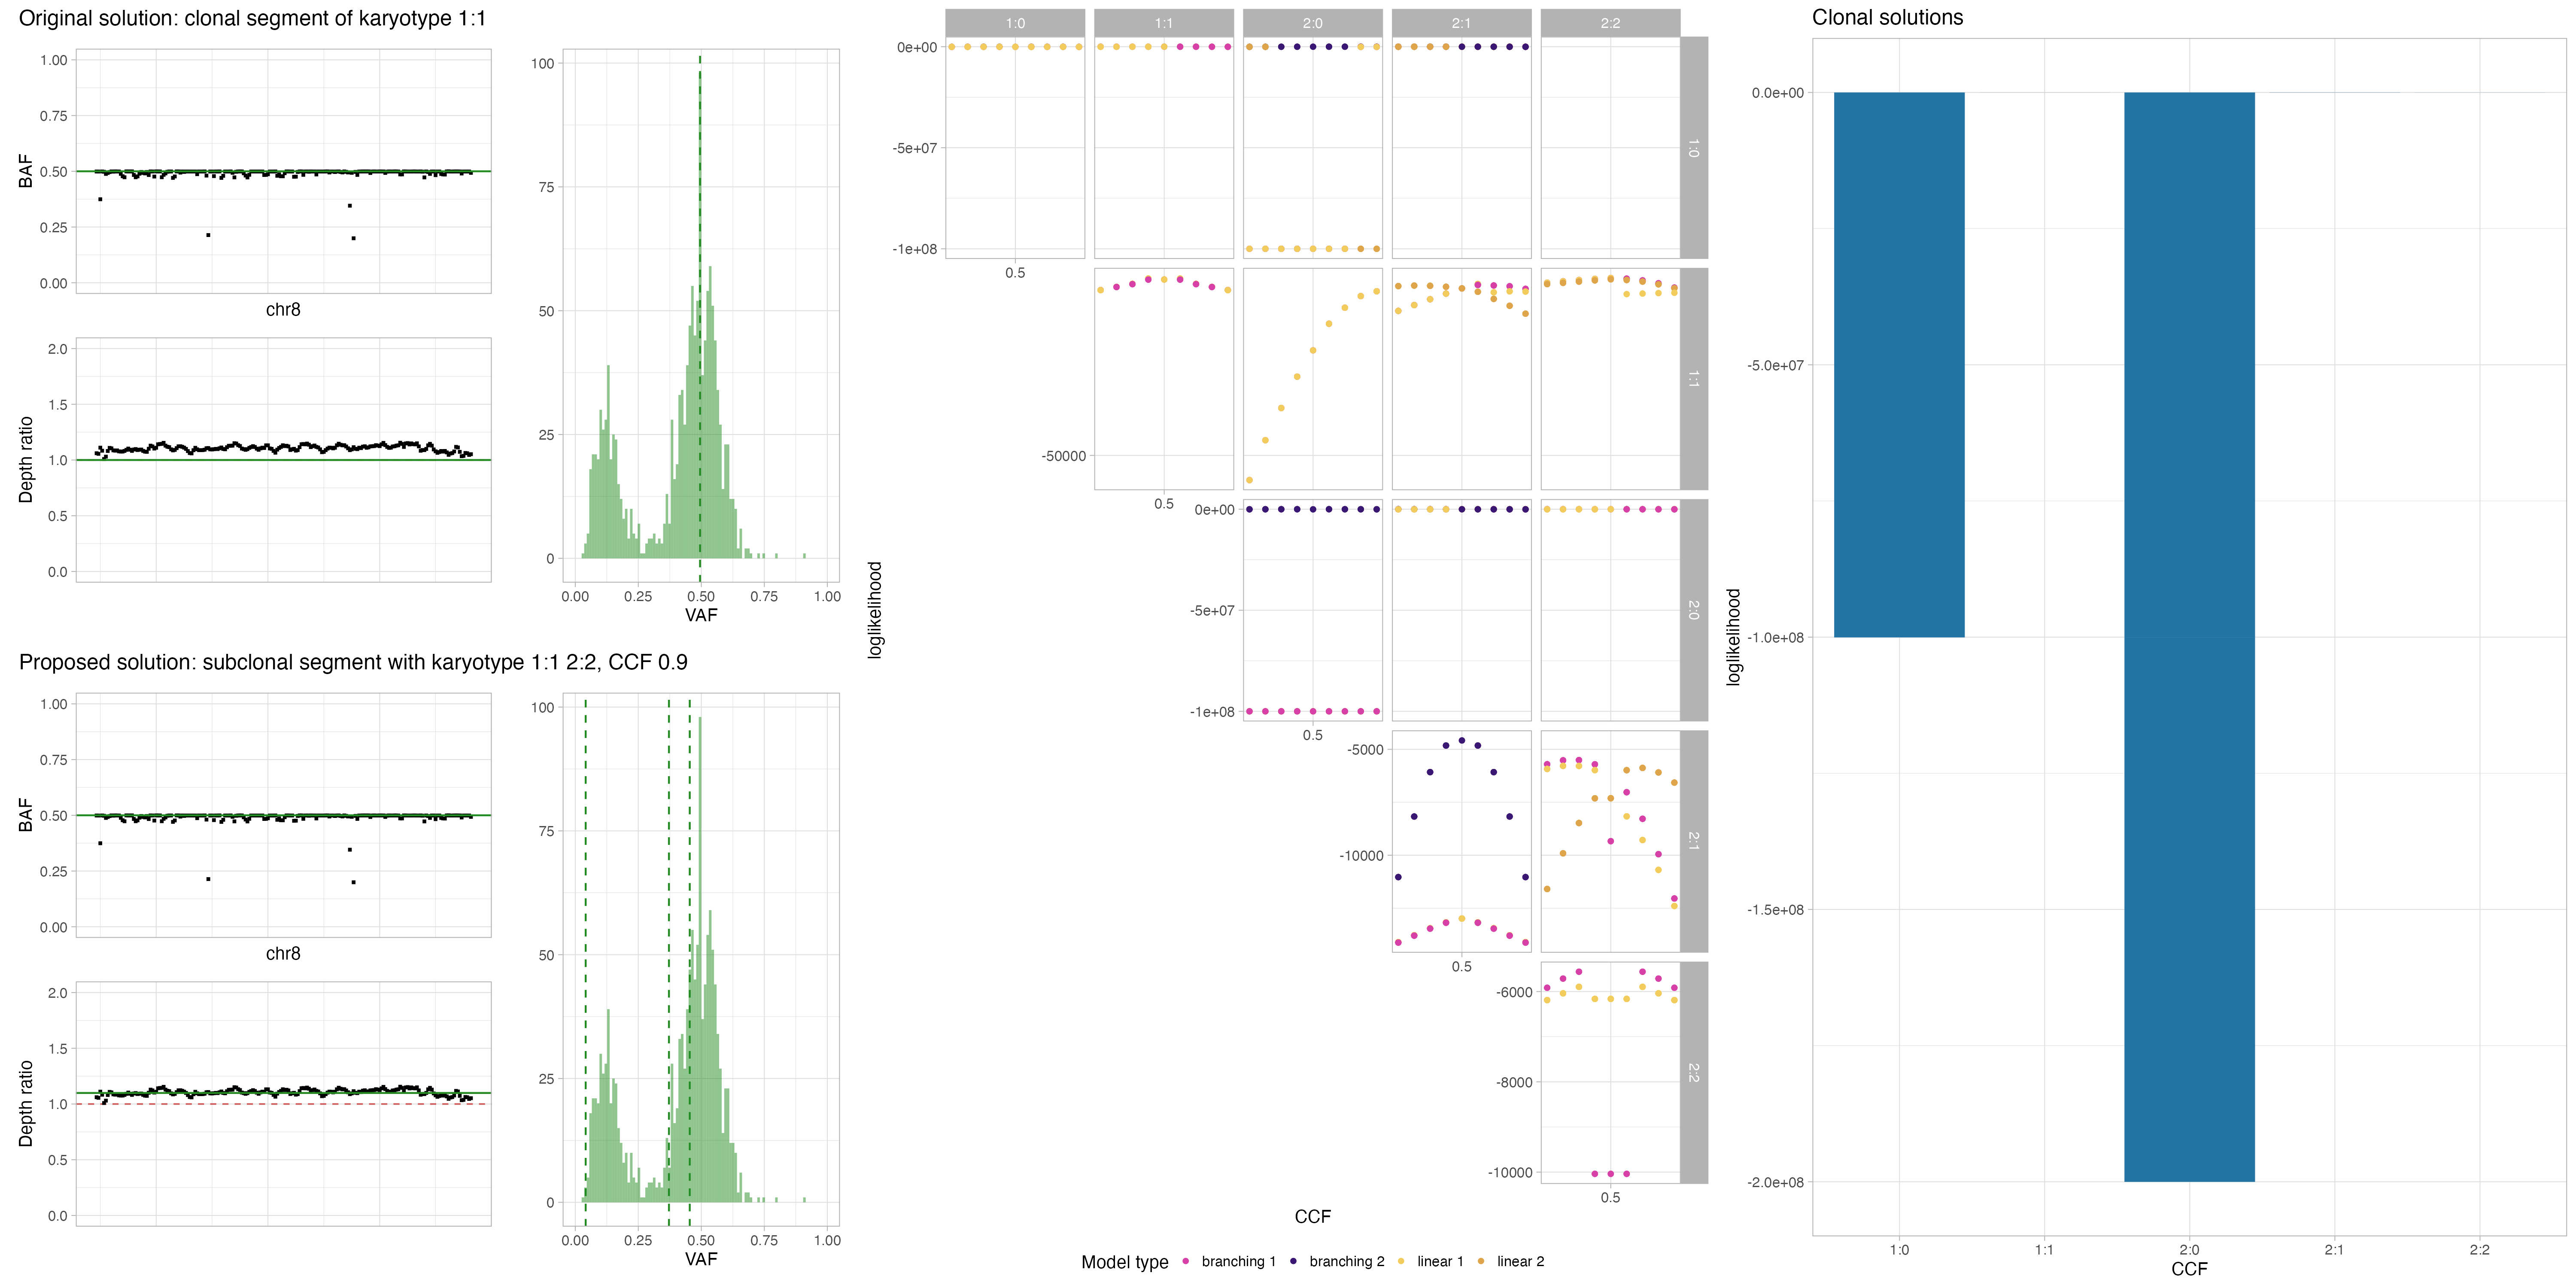 Original solution: clonal segment of karyotype 1:1
1.00
0.75
0.50
0.25
0.00
BAF
chr8
2.0
1.5
1.0
0.5
0.0
Depth ratio
100
75
50
25
0
0.00 0.25 0.50 0.75 1.00
VAF
Proposed solution: subclonal segment with karyotype 1:1 2:2, CCF 0.9
1.00
0.75
0.50
0.25
0.00
BAF
chr8
2.0
1.5
1.0
0.5
0.0
Depth ratio
100
75
50
25
0
0.00 0.25 0.50 0.75 1.00
VAF
1:0 1:1 2:0 2:1 2:2
0e+00
-5e+07
-1e+08
1:0
0.5
-50000
1:1
0.5
0e+00
-5e+07
-1e+08
2:0
0.5
-5000
-10000
2:1
0.5
-6000
-8000
-10000
2:2
0.5
loglikelihood
CCF
Model type branching 1 branching 2 linear 1 linear 2
Clonal solutions
0.0e+00
-5.0e+07
-1.0e+08
-1.5e+08
-2.0e+08
loglikelihood
1:0 1:1 2:0 2:1 2:2
CCF